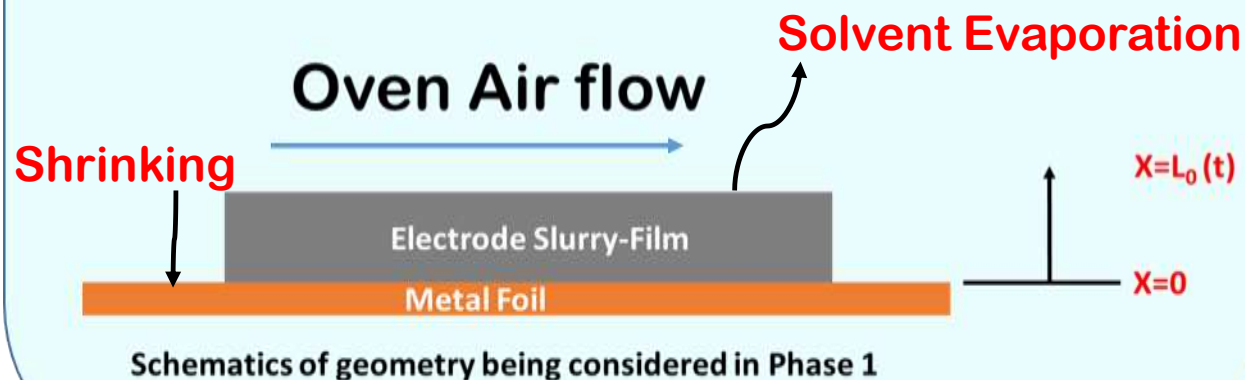 Solvent Evaporation
Oven Air flow
Shrinking
X=L₀ (t)
Electrode Slurry-Film
X=0
Metal Foil
Schematics of geometry being considered in Phase 1